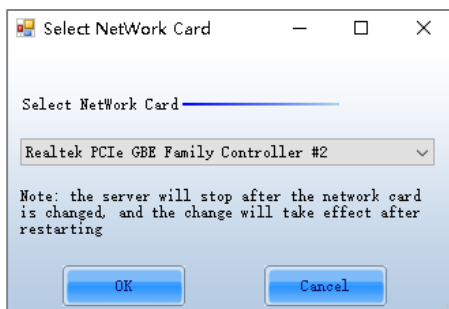 Select NetWork Card
Select NetWork Card
Realtek PCIe GBE Family Controller #2
Note: the server will stop after the network card
is changed, and the change will take effect after
restarting
OK
Cancel